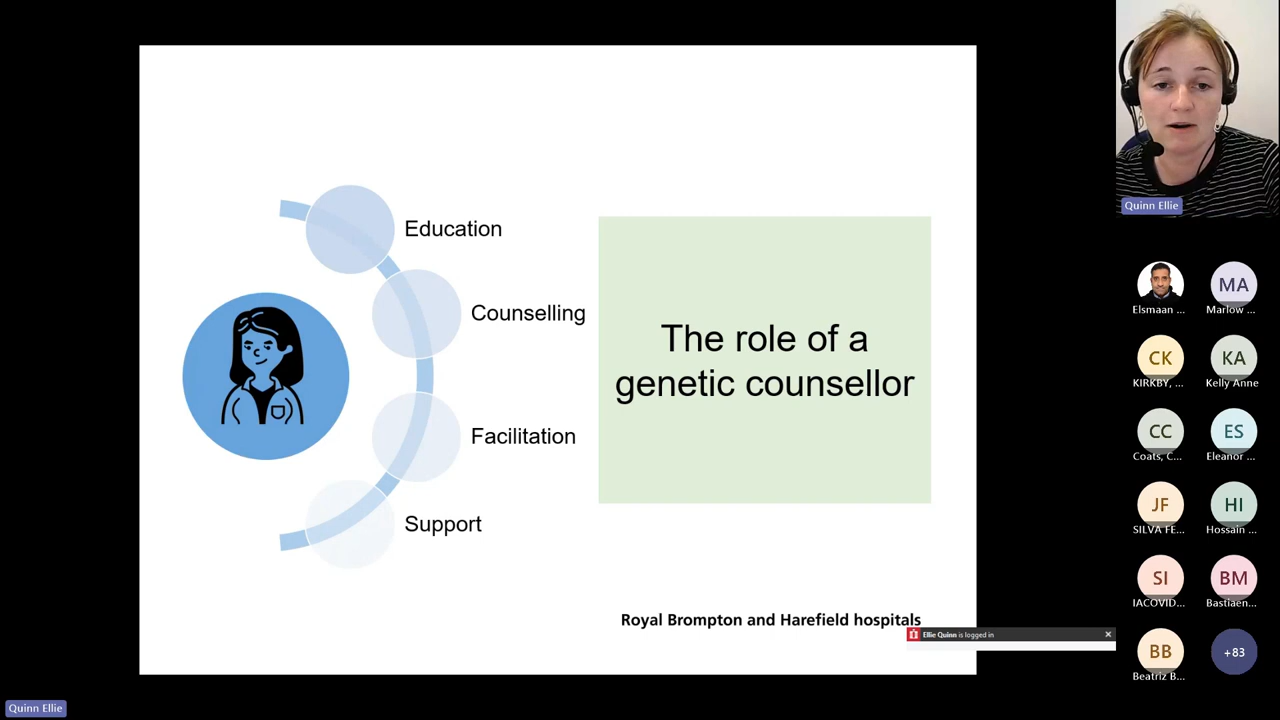 Education
Counselling
Facilitation
Support
The role of a
genetic counsellor
Royal Brompton and Harefield hospitals
Ellie Quinn is logged in
Quinn Ellie
Elsmaan ...
Marlow ...
CK
MA
KIRKBY, ...
KA
Kelly Anne
CC
Coats, C...
ES
Eleanor ...
JF
SILVA FE...
HI
Hossain ...
SI
IACOVID...
BM
Bastiaen...
BB
Beatriz B...
+83
Quinn Ellie